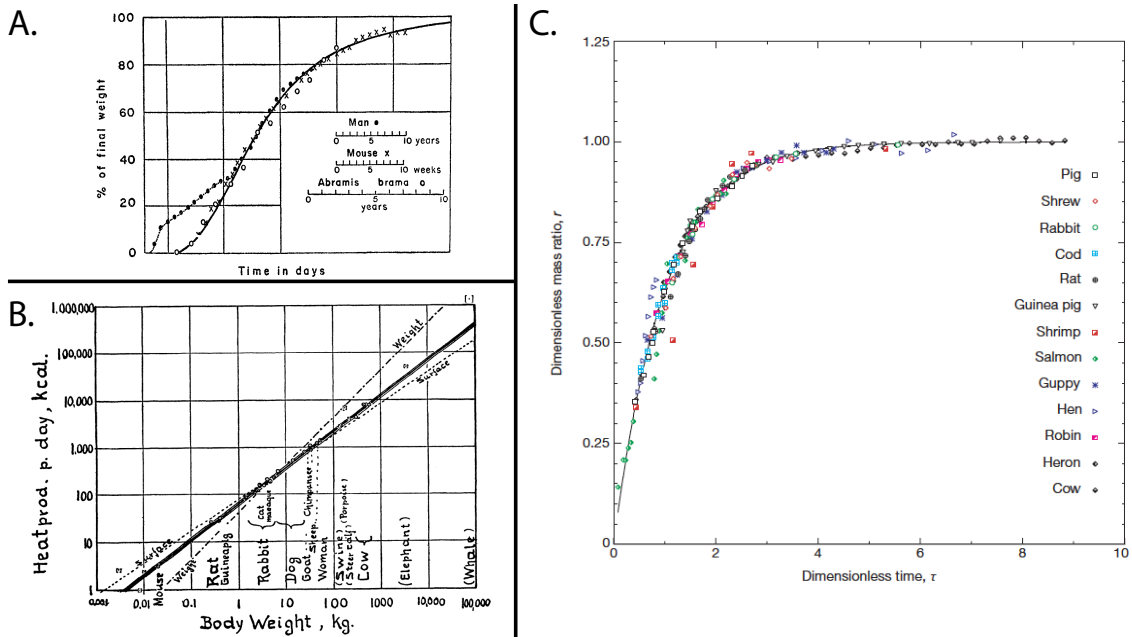 A.
% of final weight
100
80
60
40
20
0
Man •
0 5 10 years
Mouse x
0 5 10 weeks
Abramis brama o
0 5 10
years
Time in days
B.
Heatprod. p. day, kcal.
1.000,000
100,000
10,000
1,000
100
10
1
[-]
Weight
Surface
Surface
Weight
Mouse
Rat
Guineapig
Rabbit
Cat
macaque
Dog
Goat
Chimpanzee
Sheep
Woman
(Swine)
(Steer calf)
(Porpoise)
Cow
(Elephant)
(Whale)
0.01 0.1 1 10 100 1000 10,000 100,000
Body Weight, kg.
C.
Dimensionless mass ratio, r
1.25
1.00
0.75
0.50
0.25
0
Pig
Shrew
Rabbit
Cod
Rat
Guinea pig
Shrimp
Salmon
Guppy
Hen
Robin
Heron
Cow
0 2 4 6 8 10
Dimensionless time, τ